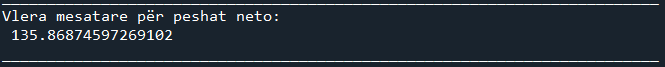 Vlera mesatare për peshat neto:
135.86874597269102